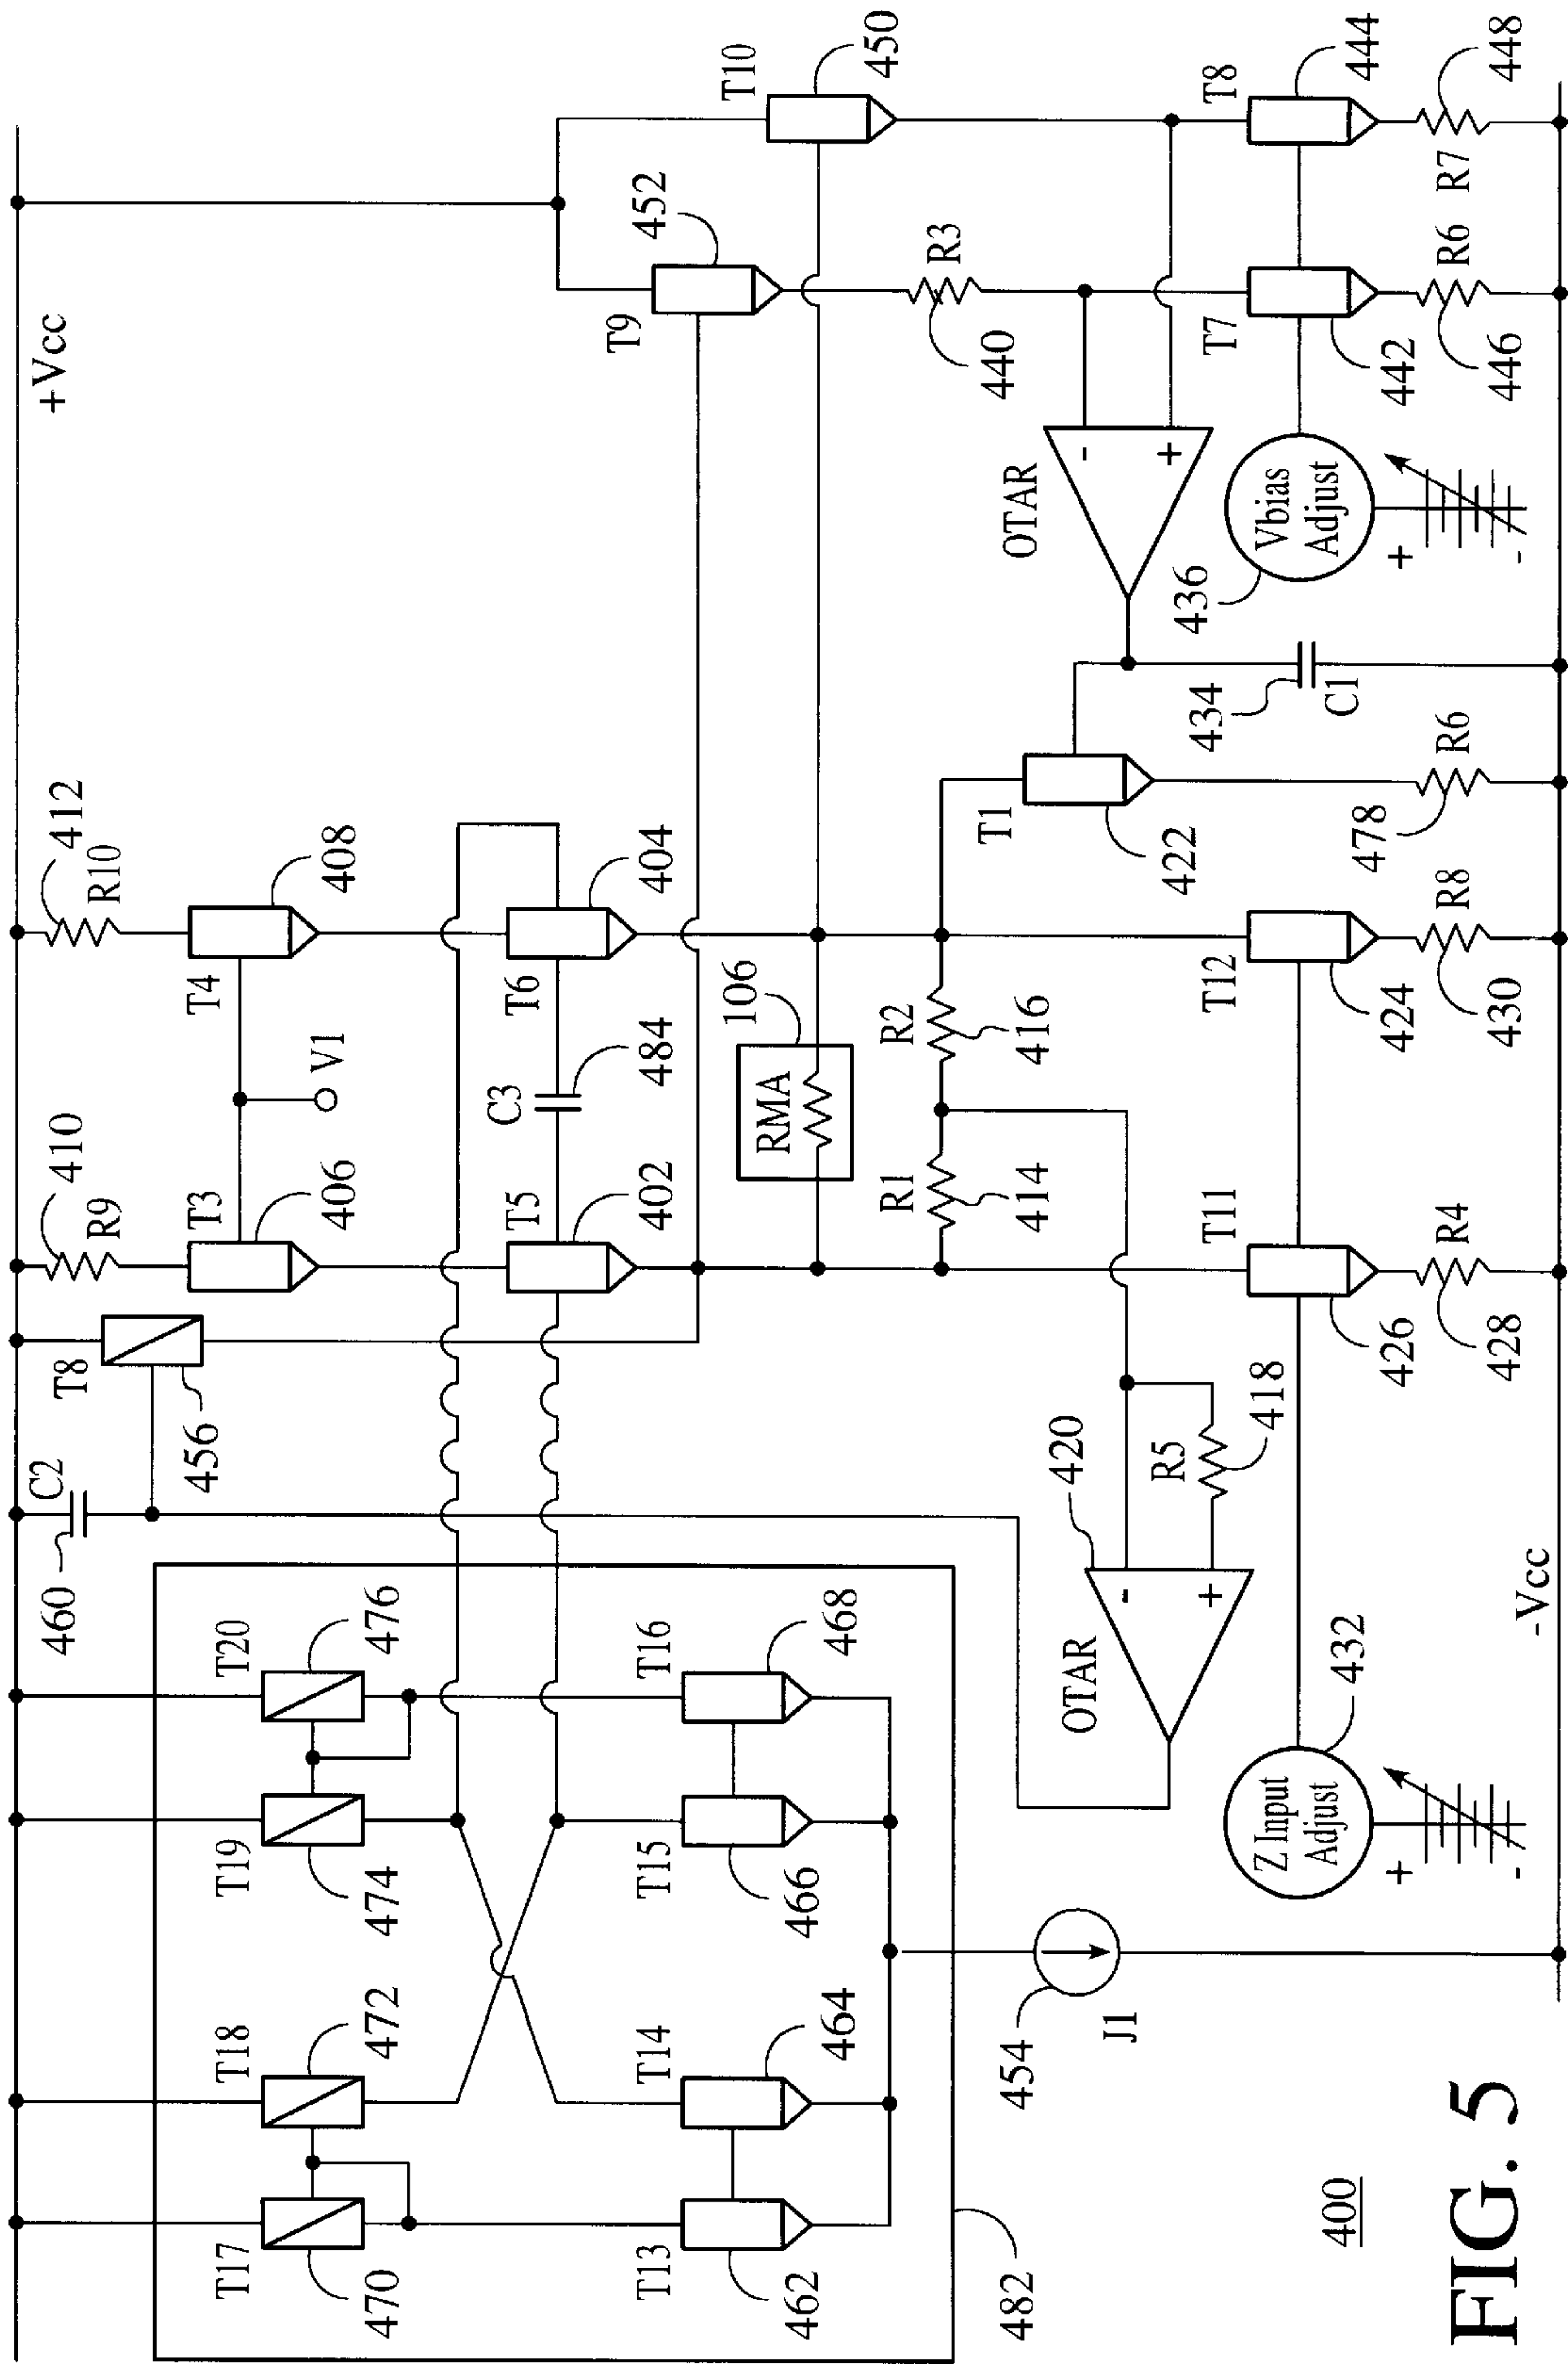 +Vcc
412
R10
410
R9
T4
408
T3
406
V1
T8
456
C2
460
T20
476
T19
474
T18
472
T17
470
T6
404
C3
484
T5
402
T10
450
452
T9
RMA
106
R3
440
T16
468
T15
466
T14
464
T13
462
482
R2
416
R1
414
OTAR
-
+
T1
422
420
OTAR
-
+
R5
418
454
J1
T8
444
T7
442
Vbias
Adjust
436
+
-
434
C1
T12
424
T11
426
Z Input
Adjust
432
+
-
R7
448
R6
446
R6
478
R8
430
R4
428
-Vcc
400
FIG. 5